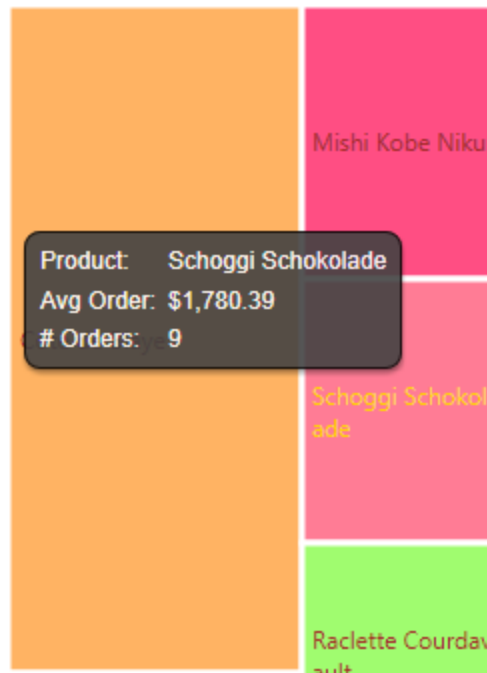 Mishi Kobe Niku
Product: Schoggi Schokolade
Avg Order: $1,780.39
# Orders: 9
Schoggi Schokol
ade
Raclette Courdav
ault